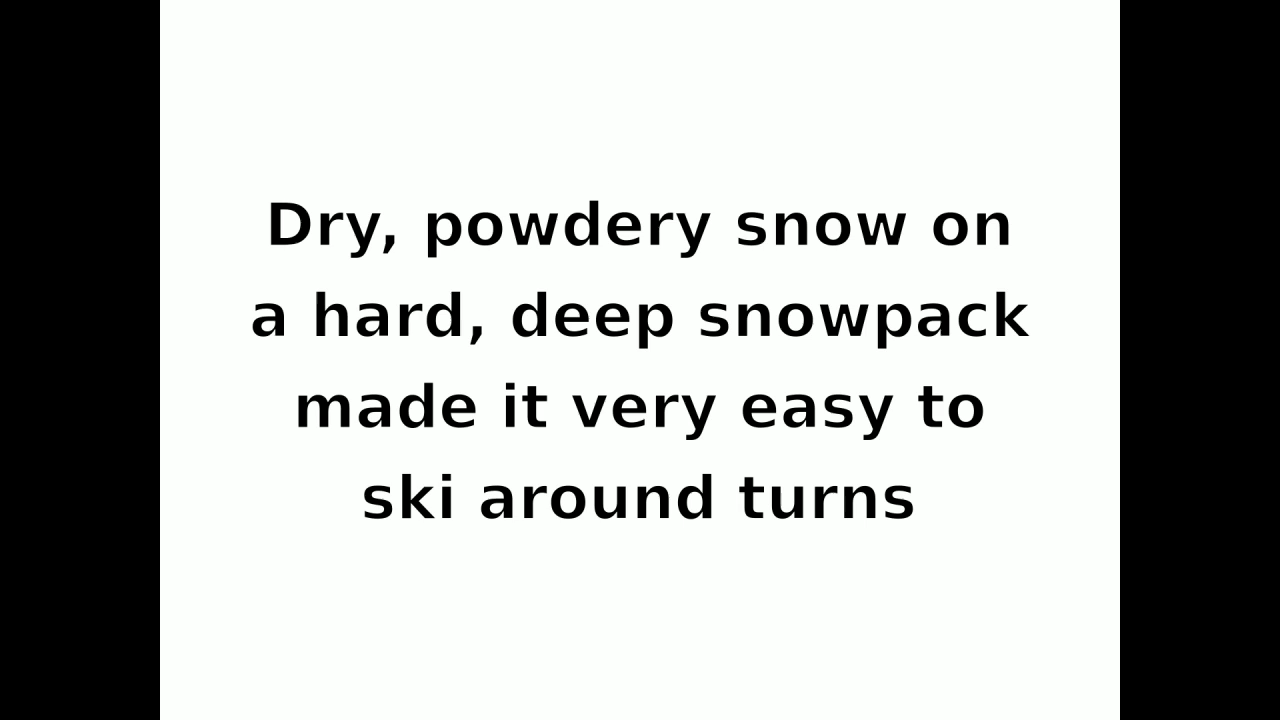 Dry, powdery snow on
a hard, deep snowpack
made it very easy to
ski around turns